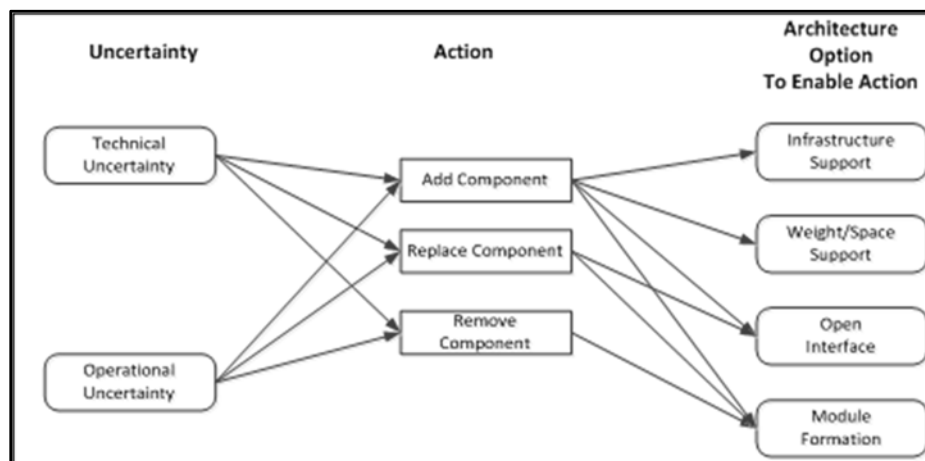 Uncertainty
Action
Architecture
Option
To Enable Action
Technical
Uncertainty
Operational
Uncertainty
Add Component
Replace Component
Remove
Component
Infrastructure
Support
Weight/Space
Support
Open
Interface
Module
Formation